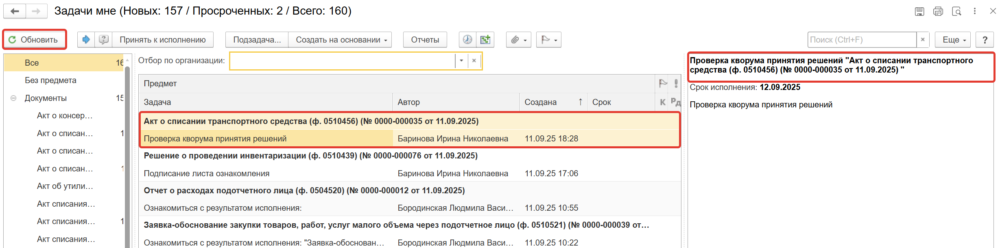 Задачи мне (Новых: 157 / Просроченных: 2 / Всего: 160)
Обновить
Принять к исполнению
Подзадача...
Создать на основании
Отчеты
Поиск (Ctrl+F)
×
Еще
?
Все 16
Без предмета
Документы 15
Акт о консер...
Акт о списан... 1
Акт о списан...
Акт о списан... 1
Акт об утили...
Акт списания...
Акт списания... 1
Акт списания...
Отбор по организации:
Предмет
Задача Автор Создана ↑ Срок К РД
Акт о списании транспортного средства (ф. 0510456) (№ 0000-000035 от 11.09.2025)
Проверка кворума принятия решений Баринова Ирина Николаевна 11.09.25 18:28
Решение о проведении инвентаризации (ф. 0510439) (№ 0000-000076 от 11.09.2025)
Подписание листа ознакомления Баринова Ирина Николаевна 11.09.25 17:06
Отчет о расходах подотчетного лица (ф. 0504520) (№ 0000-000012 от 11.09.2025)
Ознакомиться с результатом исполнения: Бородинская Людмила Васи... 11.09.25 10:55
Заявка-обоснование закупки товаров, работ, услуг малого объема через подотчетное лицо (ф. 0510521) (№ 0000-000039 от...
Ознакомиться с результатом исполнения: "Заявка-обоснован... Бородинская Людмила Васи... 11.09.25 10:22
Проверка кворума принятия решений "Акт о списании транспортного
средства (ф. 0510456) (№ 0000-000035 от 11.09.2025) "
Срок исполнения: 12.09.2025
Проверка кворума принятия решений